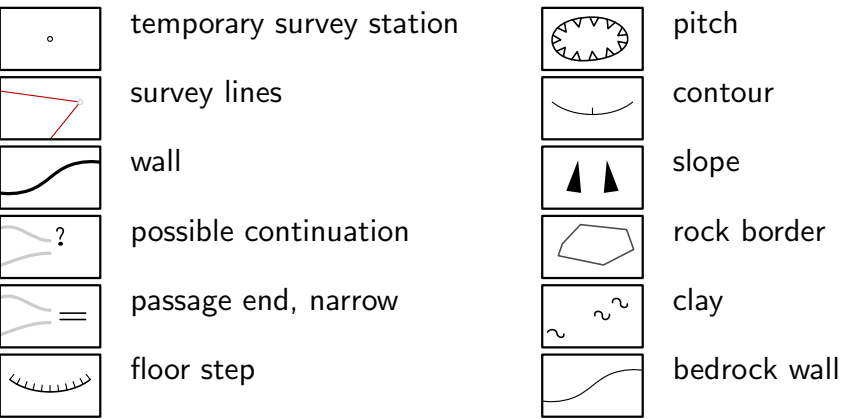 temporary survey station
survey lines
wall
?
possible continuation
passage end, narrow
floor step
pitch
contour
slope
rock border
clay
bedrock wall